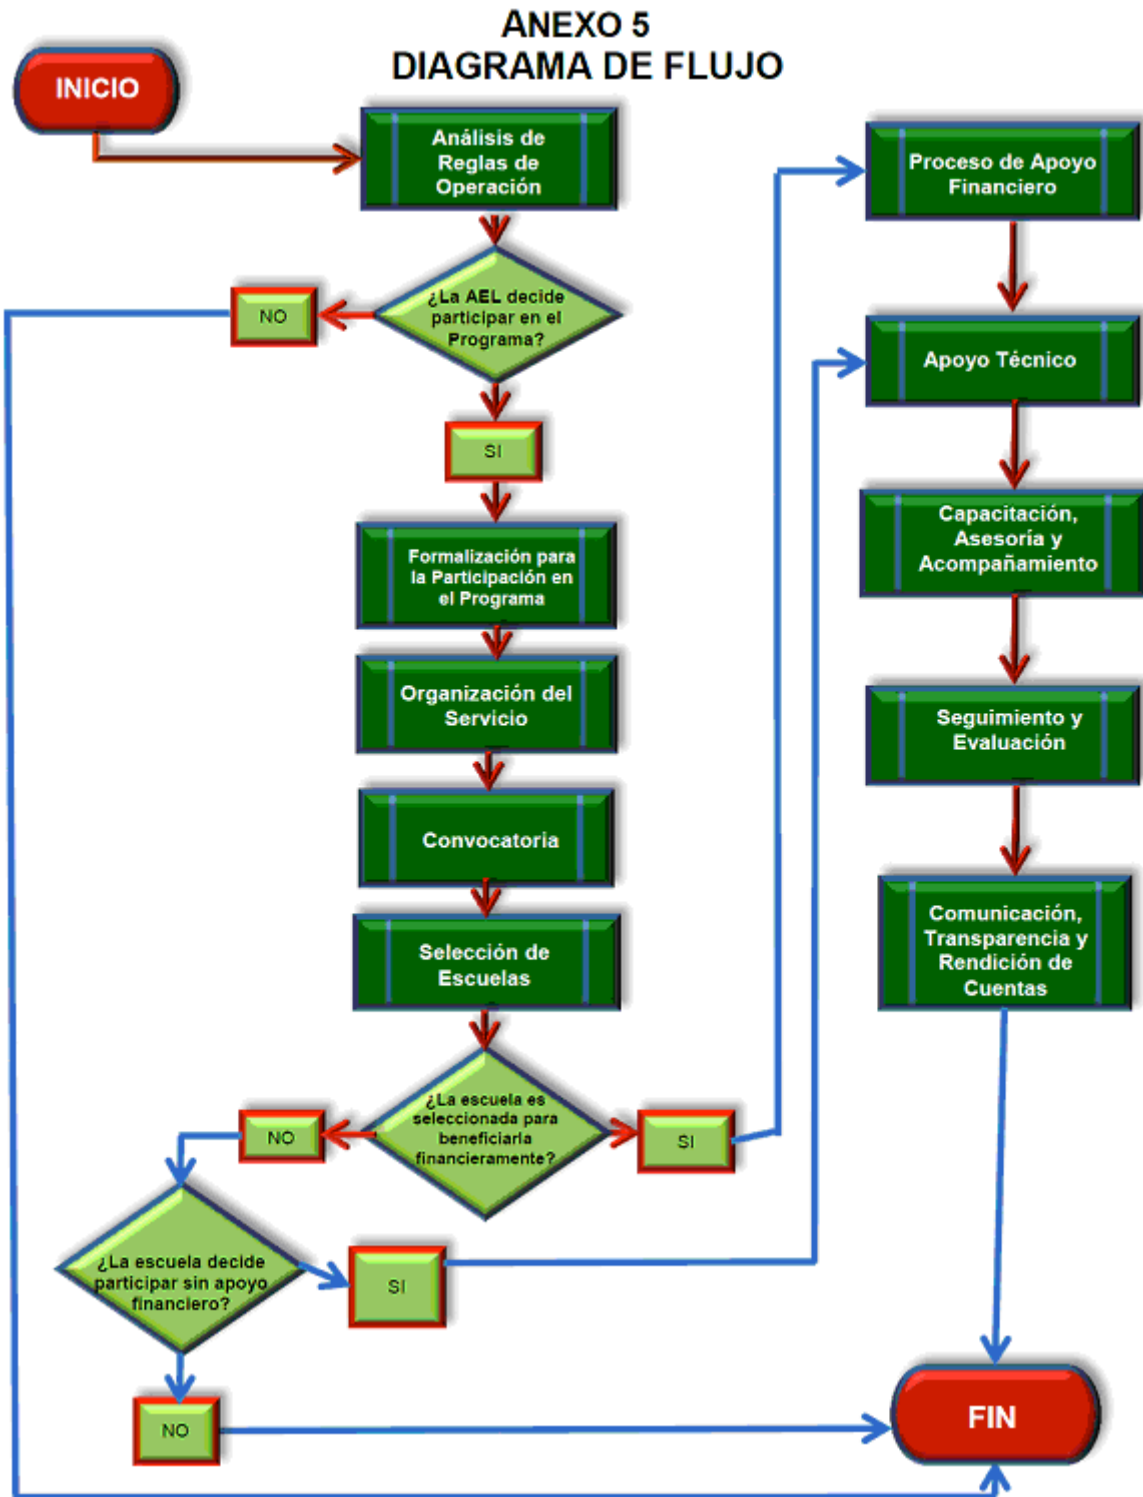 ANEXO 5
DIAGRAMA DE FLUJO
INICIO
Análisis de
Reglas de
Operación
¿La AEL decide
participar en el
Programa?
NO
SI
Formalización para
la Participación en
el Programa
Organización del
Servicio
Convocatoria
Selección de
Escuelas
¿La escuela es
seleccionada para
beneficiarla
financieramente?
NO
SI
¿La escuela decide
participar sin apoyo
financiero?
SI
NO
Proceso de Apoyo
Financiero
Apoyo Técnico
Capacitación,
Asesoría y
Acompañamiento
Seguimiento y
Evaluación
Comunicación,
Transparencia y
Rendición de
Cuentas
FIN